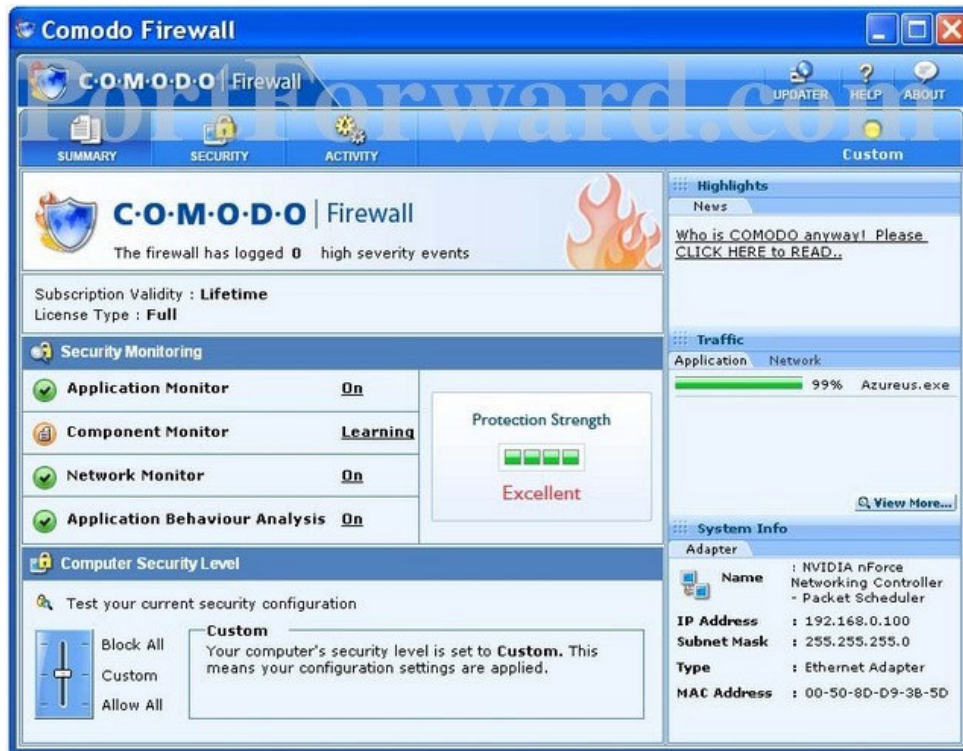 Comodo Firewall
C·O·M·O·D·O | Firewall
UPDATER HELP ABOUT
PortForward.com
SUMMARY SECURITY ACTIVITY
Custom
C·O·M·O·D·O | Firewall
The firewall has logged 0 high severity events
Subscription Validity : Lifetime
License Type : Full
Security Monitoring
Application Monitor On
Component Monitor Learning
Network Monitor On
Application Behaviour Analysis On
Protection Strength
Excellent
Computer Security Level
Test your current security configuration
Block All
Custom
Allow All
Custom
Your computer's security level is set to Custom. This
means your configuration settings are applied.
Highlights
News
Who is COMODO anyway! Please
CLICK HERE to READ..
Traffic
Application Network
99% Azureus.exe
View More...
System Info
Adapter
Name : NVIDIA nForce
Networking Controller
- Packet Scheduler
IP Address : 192.168.0.100
Subnet Mask : 255.255.255.0
Type : Ethernet Adapter
MAC Address : 00-50-8D-D9-3B-5D